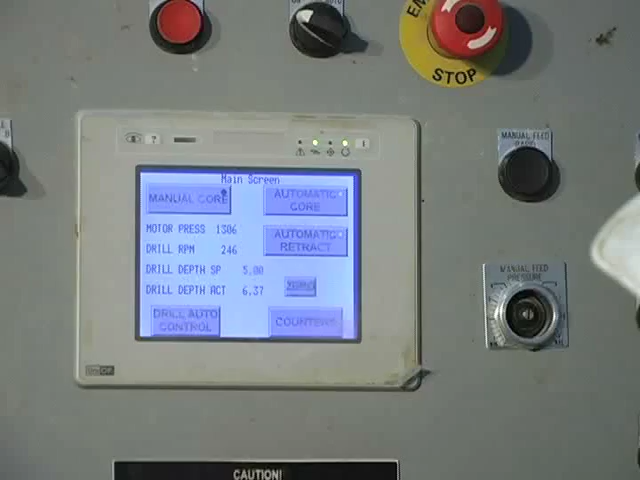 STOP
MANUAL FEED
Main Screen
MANUAL CORE
AUTOMATIC
CORE
MOTOR PRESS 1306
AUTOMATIC
RETRACT
DRILL RPM 246
DRILL DEPTH SP 5.00
DRILL DEPTH ACT 6.37
DRILL AUTO
CONTROL
COUNTERS
MANUAL FEED
PRESSURE
CAUTION!